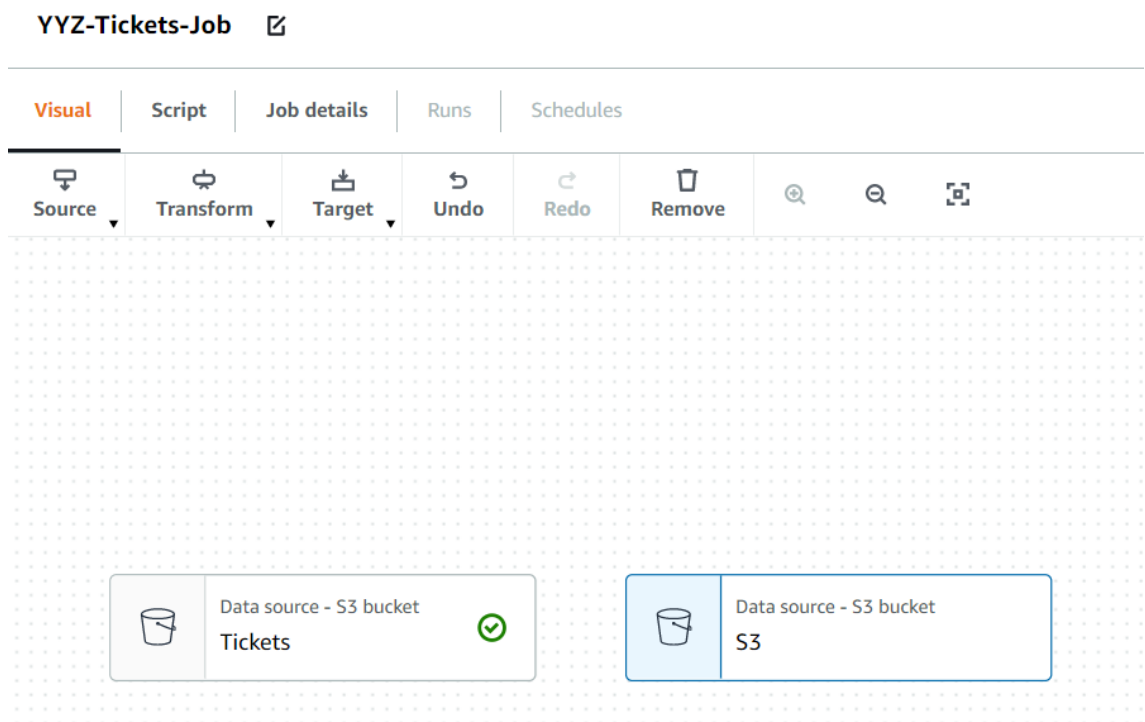 YYZ-Tickets-Job
Visual Script Job details Runs Schedules
Source Transform Target Undo Redo Remove
Data source - S3 bucket
Tickets
Data source - S3 bucket
S3